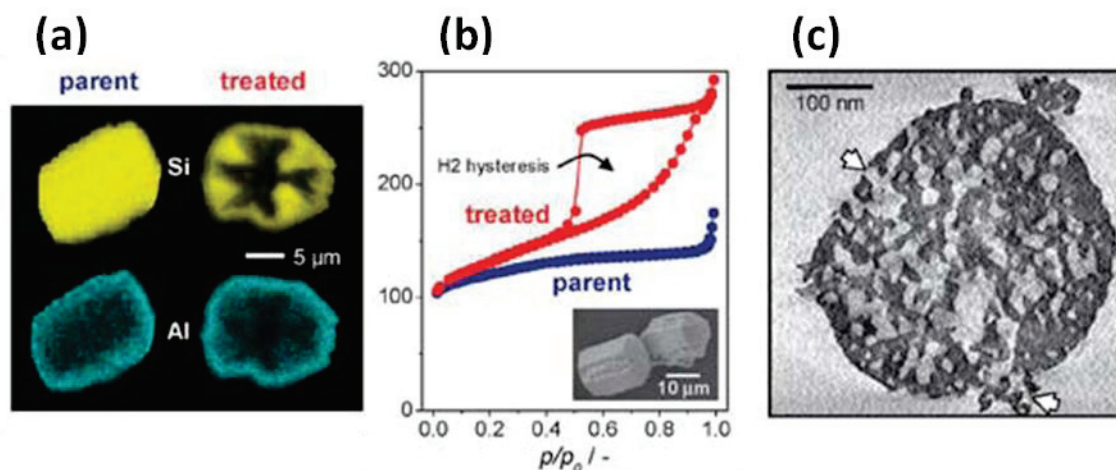 (a)
parent treated
Si
5 μm
Al
(b)
300
200
100
0
H2 hysteresis
treated
parent
10 μm
0.0 0.2 0.4 0.6 0.8 1.0
p/p₀ / -
(c)
100 nm